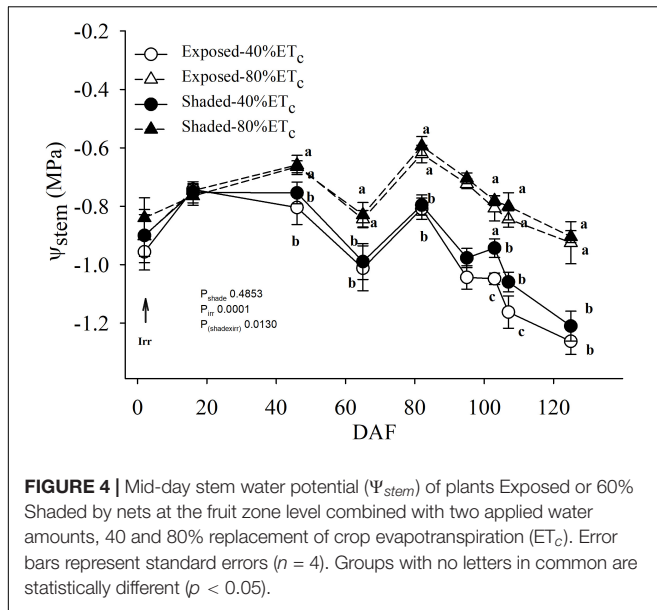 -0.2
-0.4
-0.6
-0.8
-1.0
-1.2
Ψstem (MPa)
Exposed-40%ETc
Exposed-80%ETc
Shaded-40%ETc
Shaded-80%ETc
a
a
b
b
a
a
b
b
a
a
b
b
a
a
b
c
a
a
b
c
a
a
b
b
Pshade 0.4853
Pirr 0.0001
P(shadexirr) 0.0130
Irr
0 20 40 60 80 100 120
DAF
FIGURE 4 | Mid-day stem water potential (Ψstem) of plants Exposed or 60%
Shaded by nets at the fruit zone level combined with two applied water
amounts, 40 and 80% replacement of crop evapotranspiration (ETc). Error
bars represent standard errors (n = 4). Groups with no letters in common are
statistically different (p < 0.05).